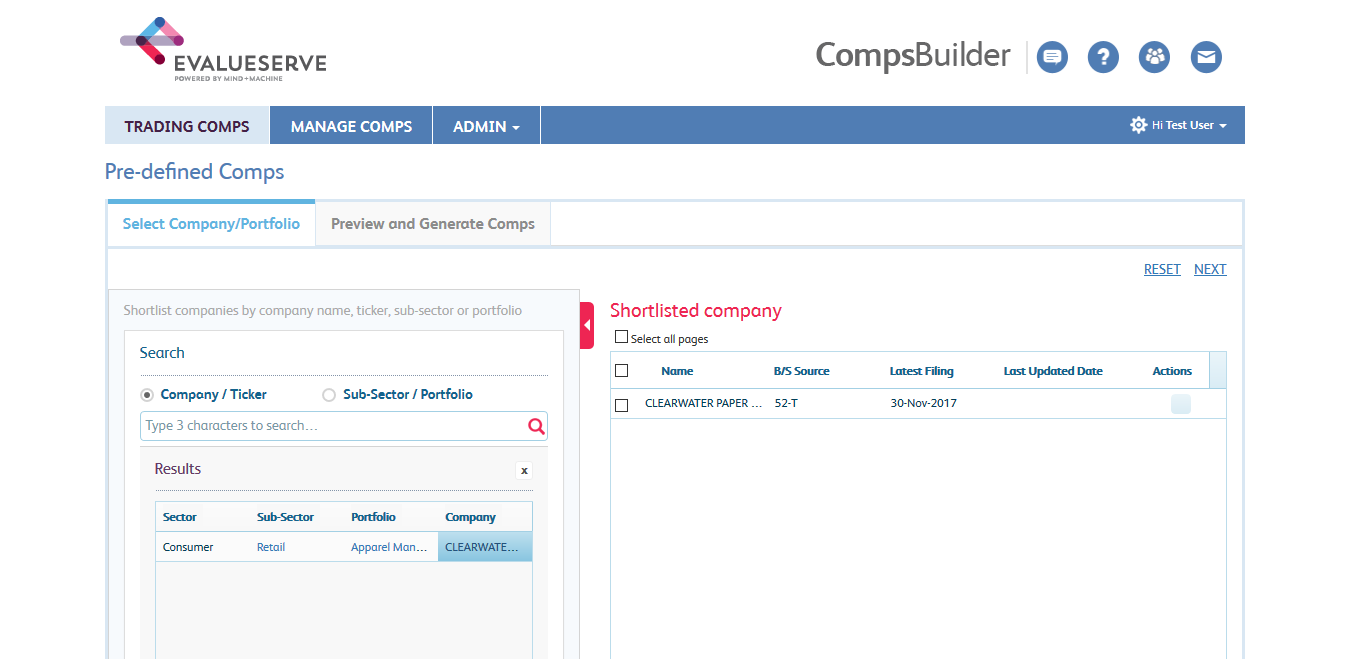 EVALUESERVE
POWERED BY MIND+MACHINE
CompsBuilder
?
TRADING COMPS
MANAGE COMPS
ADMIN
Hi Test User
Pre-defined Comps
Select Company/Portfolio
Preview and Generate Comps
RESET
NEXT
Shortlist companies by company name, ticker, sub-sector or portfolio
Search
Company / Ticker
Sub-Sector / Portfolio
Type 3 characters to search...
Results
x
Sector Sub-Sector Portfolio Company
Consumer Retail Apparel Man... CLEARWATE...
Shortlisted company
Select all pages
Name B/S Source Latest Filing Last Updated Date Actions
CLEARWATER PAPER ... 52-T 30-Nov-2017